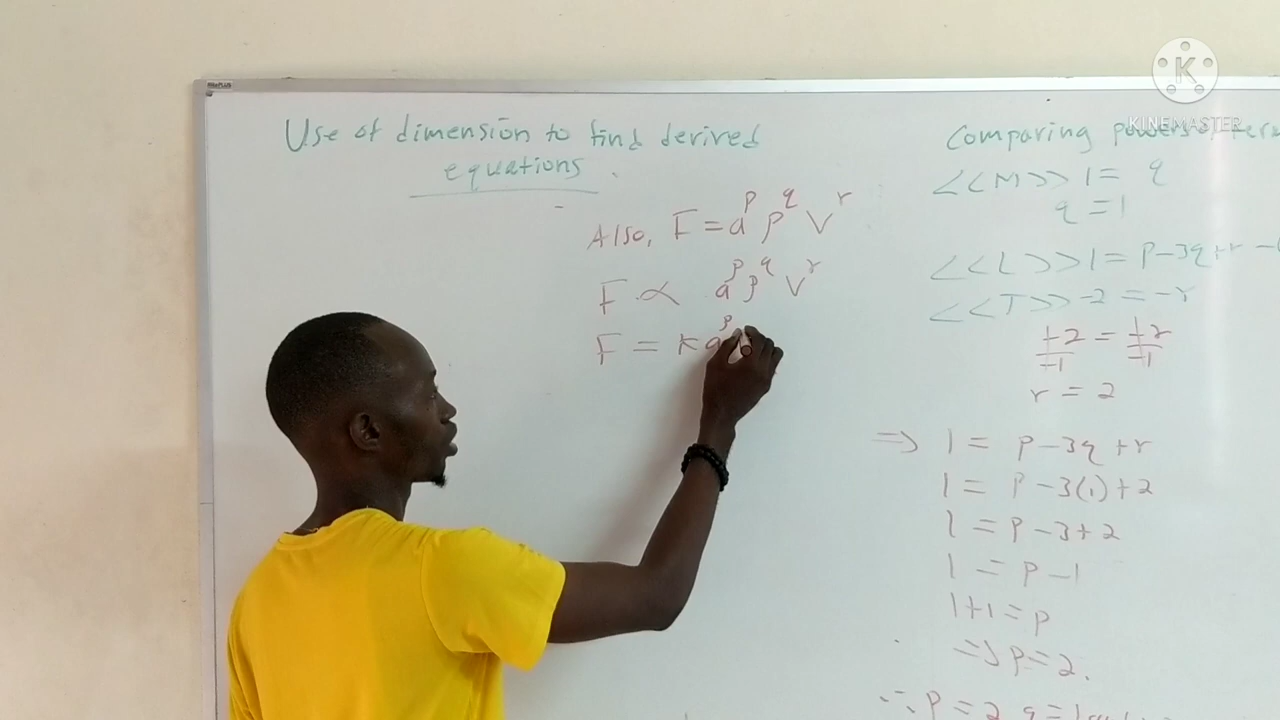 Use of dimension to find derived
equations.
Also, F = a^p ρ^q V^r
F ∝ a^p ρ^q V^r
F = k a^p
Comparing powers of
<<M>> 1 = q
q = 1
<<L>> 1 = p-3q+r
<<T>> -2 = -r
+2 = +r
-1 -1
r = 2
=> 1 = p-3q+r
1 = p-3(1)+2
1 = p-3+2
1 = p-1
1+1 = p
=> p = 2.
∴ p = 2, q = 1
K
KINEMASTER